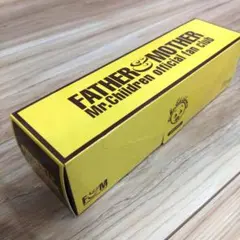 FATHER & MOTHER
Mr.Children official fan club
F&M